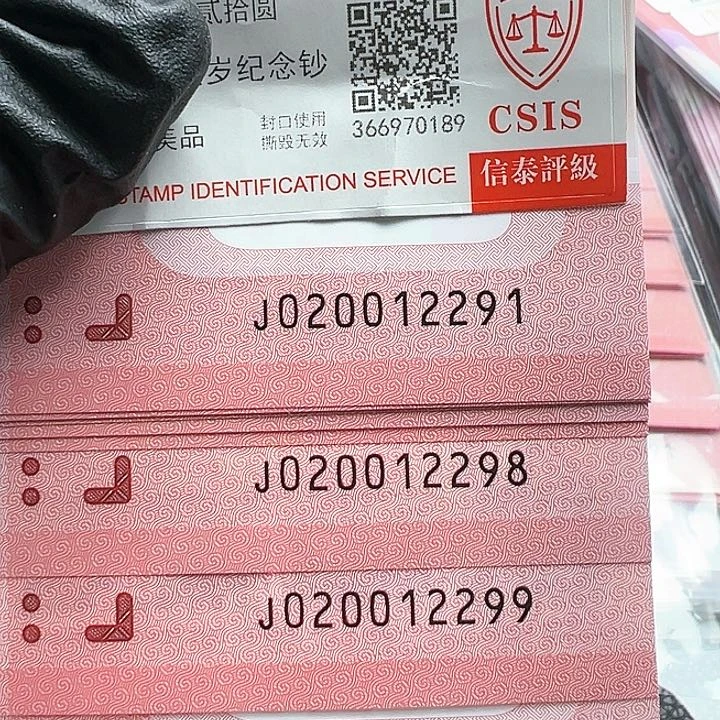 贰拾圆
岁纪念钞
美品
封口使用
撕毁无效
366970189
CSIS
STAMP IDENTIFICATION SERVICE
信泰評級
J020012291
J020012298
J020012299